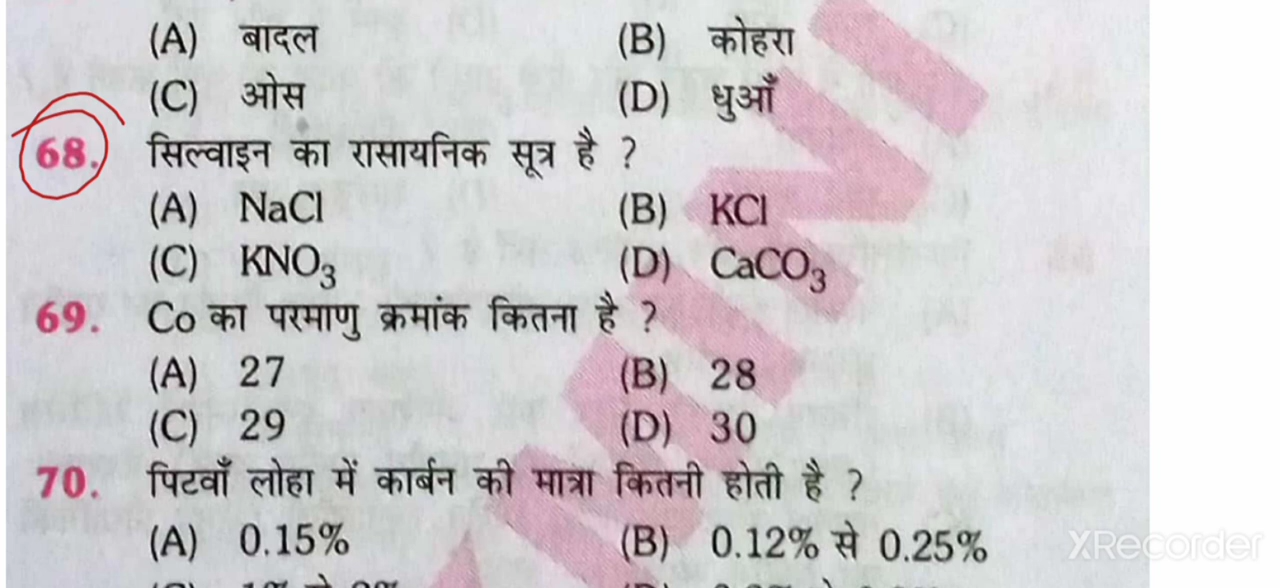 (A) बादल (B) कोहरा
(C) ओस (D) धुआँ
68. सिल्वाइन का रासायनिक सूत्र है ?
(A) NaCl (B) KCl
(C) KNO₃ (D) CaCO₃
69. Co का परमाणु क्रमांक कितना है ?
(A) 27 (B) 28
(C) 29 (D) 30
70. पिटवाँ लोहा में कार्बन की मात्रा कितनी होती है ?
(A) 0.15% (B) 0.12% से 0.25%
XRecorder